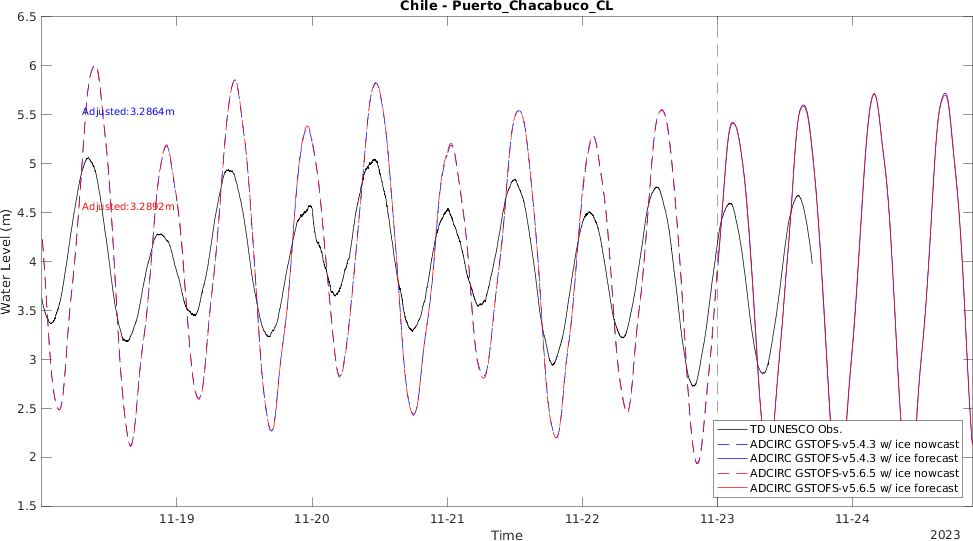 Chile - Puerto_Chacabuco_CL
6.5
6
5.5
5
4.5
4
3.5
3
2.5
2
1.5
Water Level (m)
Adjusted:3.2864m
Adjusted:3.2892m
TD UNESCO Obs.
ADCIRC GSTOFS-v5.4.3 w/ ice nowcast
ADCIRC GSTOFS-v5.4.3 w/ ice forecast
ADCIRC GSTOFS-v5.6.5 w/ ice nowcast
ADCIRC GSTOFS-v5.6.5 w/ ice forecast
11-19
11-20
11-21
11-22
11-23
11-24
Time
2023